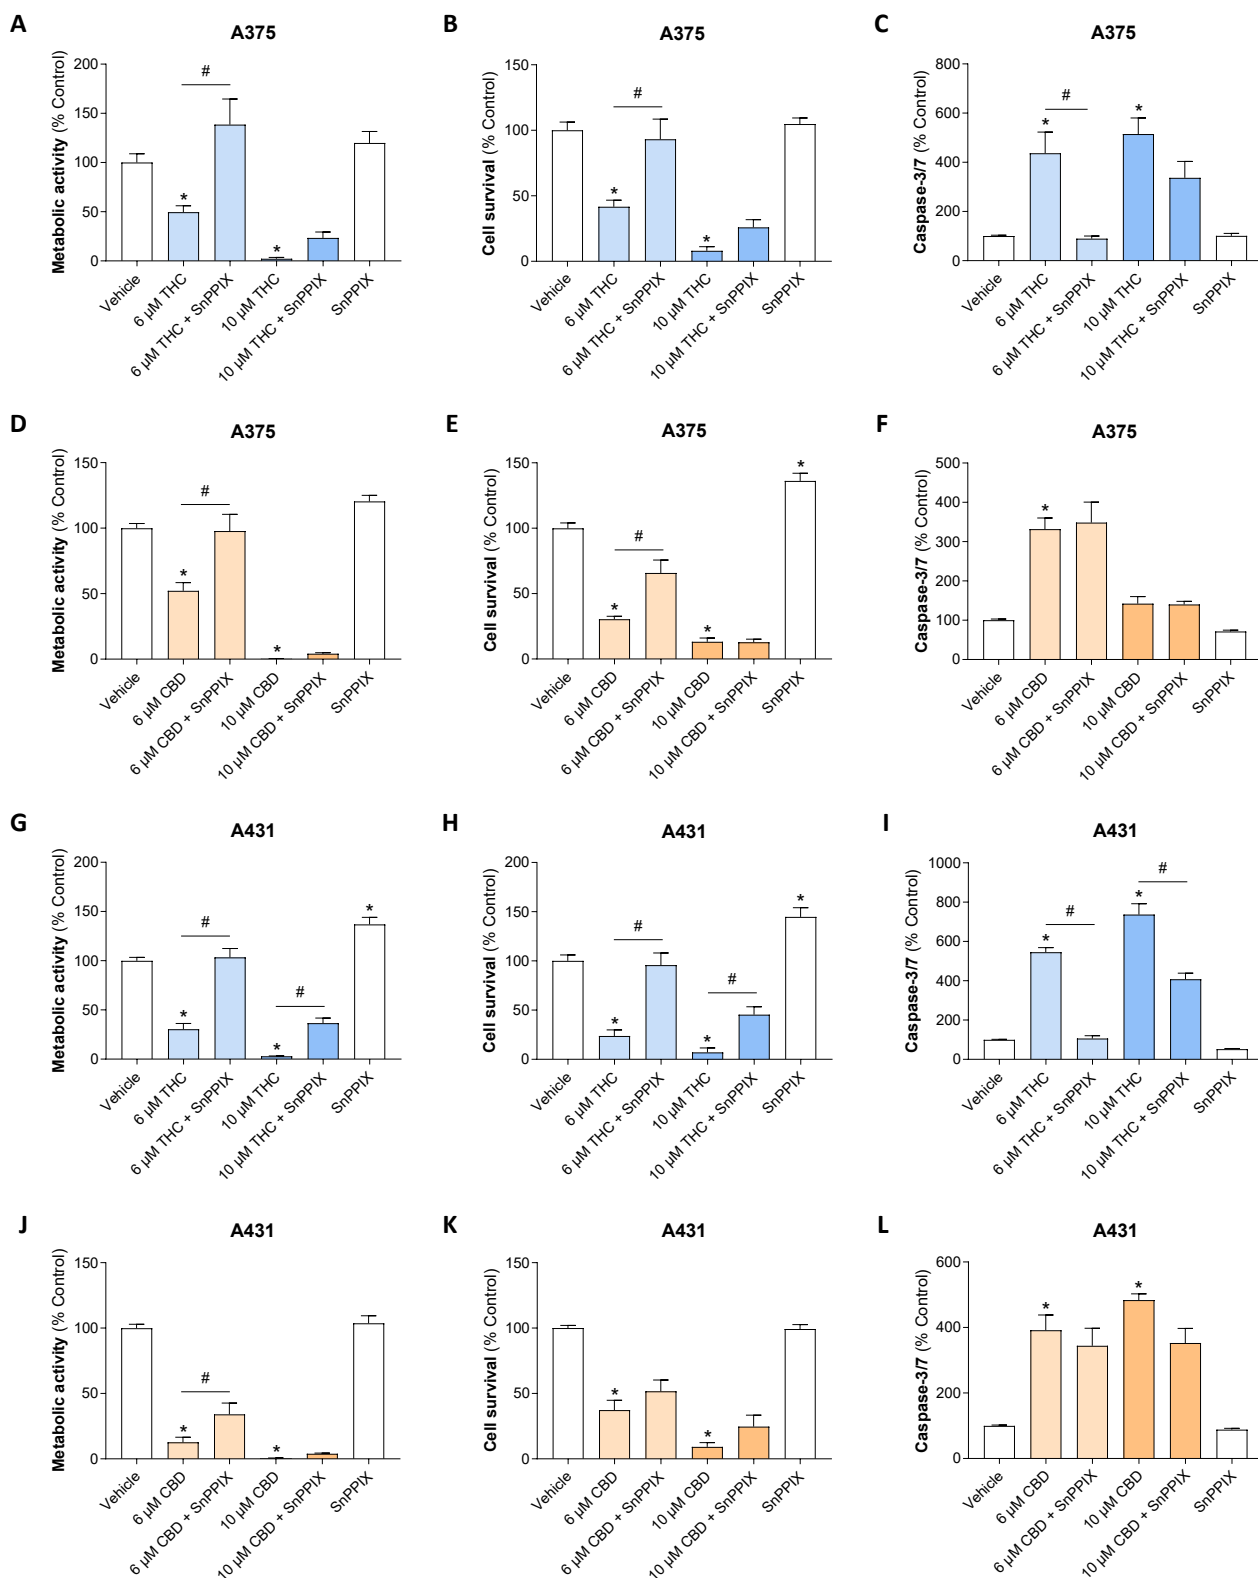 A
A375
Metabolic activity (% Control)
200
150
100
50
0
#
*
*
Vehicle
6 µM THC
6 µM THC + SnPPIX
10 µM THC
10 µM THC + SnPPIX
SnPPIX
B
A375
Cell survival (% Control)
150
100
50
0
#
*
*
Vehicle
6 µM THC
6 µM THC + SnPPIX
10 µM THC
10 µM THC + SnPPIX
SnPPIX
C
A375
Caspase-3/7 (% Control)
800
600
400
200
0
#
*
*
Vehicle
6 µM THC
6 µM THC + SnPPIX
10 µM THC
10 µM THC + SnPPIX
SnPPIX
D
A375
Metabolic activity (% Control)
150
100
50
0
#
*
*
Vehicle
6 µM CBD
6 µM CBD + SnPPIX
10 µM CBD
10 µM CBD + SnPPIX
SnPPIX
E
A375
Cell survival (% Control)
150
100
50
0
#
*
*
*
Vehicle
6 µM CBD
6 µM CBD + SnPPIX
10 µM CBD
10 µM CBD + SnPPIX
SnPPIX
F
A375
Caspase-3/7 (% Control)
500
400
300
200
100
0
*
Vehicle
6 µM CBD
6 µM CBD + SnPPIX
10 µM CBD
10 µM CBD + SnPPIX
SnPPIX
G
A431
Metabolic activity (% Control)
200
150
100
50
0
#
#
*
*
*
Vehicle
6 µM THC
6 µM THC + SnPPIX
10 µM THC
10 µM THC + SnPPIX
SnPPIX
H
A431
Cell survival (% Control)
200
150
100
50
0
#
#
*
*
*
Vehicle
6 µM THC
6 µM THC + SnPPIX
10 µM THC
10 µM THC + SnPPIX
SnPPIX
I
A431
Caspase-3/7 (% Control)
1000
800
600
400
200
0
#
#
*
*
Vehicle
6 µM THC
6 µM THC + SnPPIX
10 µM THC
10 µM THC + SnPPIX
SnPPIX
J
A431
Metabolic activity (% Control)
150
100
50
0
#
*
*
Vehicle
6 µM CBD
6 µM CBD + SnPPIX
10 µM CBD
10 µM CBD + SnPPIX
SnPPIX
K
A431
Cell survival (% Control)
150
100
50
0
*
*
Vehicle
6 µM CBD
6 µM CBD + SnPPIX
10 µM CBD
10 µM CBD + SnPPIX
SnPPIX
L
A431
Caspase-3/7 (% Control)
600
400
200
0
*
*
Vehicle
6 µM CBD
6 µM CBD + SnPPIX
10 µM CBD
10 µM CBD + SnPPIX
SnPPIX